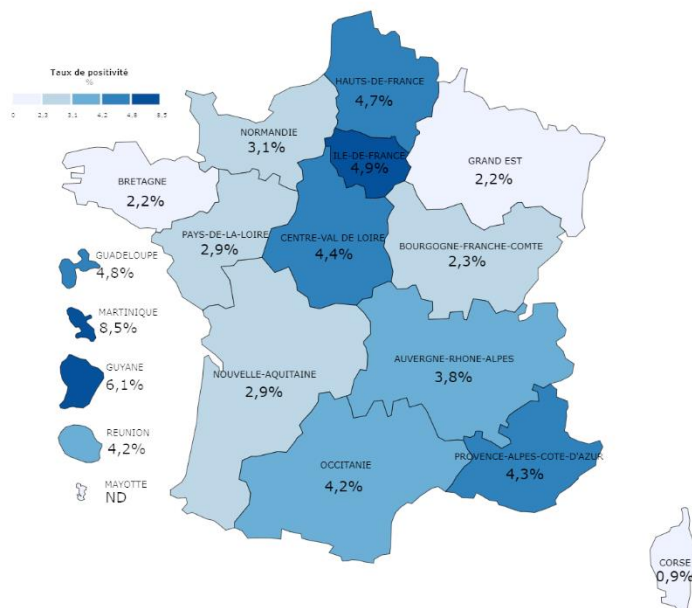 Taux de positivité
%
0 2,3 3,1 4,2 4,8 8,5
HAUTS-DE-FRANCE
4,7%
NORMANDIE
3,1%
ILE-DE-FRANCE
4,9%
GRAND EST
2,2%
BRETAGNE
2,2%
PAYS-DE-LA-LOIRE
2,9%
CENTRE-VAL DE LOIRE
4,4%
BOURGOGNE-FRANCHE-COMTE
2,3%
GUADELOUPE
4,8%
MARTINIQUE
8,5%
GUYANE
6,1%
REUNION
4,2%
MAYOTTE
ND
NOUVELLE-AQUITAINE
2,9%
AUVERGNE-RHONE-ALPES
3,8%
OCCITANIE
4,2%
PROVENCE-ALPES-COTE-D'AZUR
4,3%
CORSE
0,9%